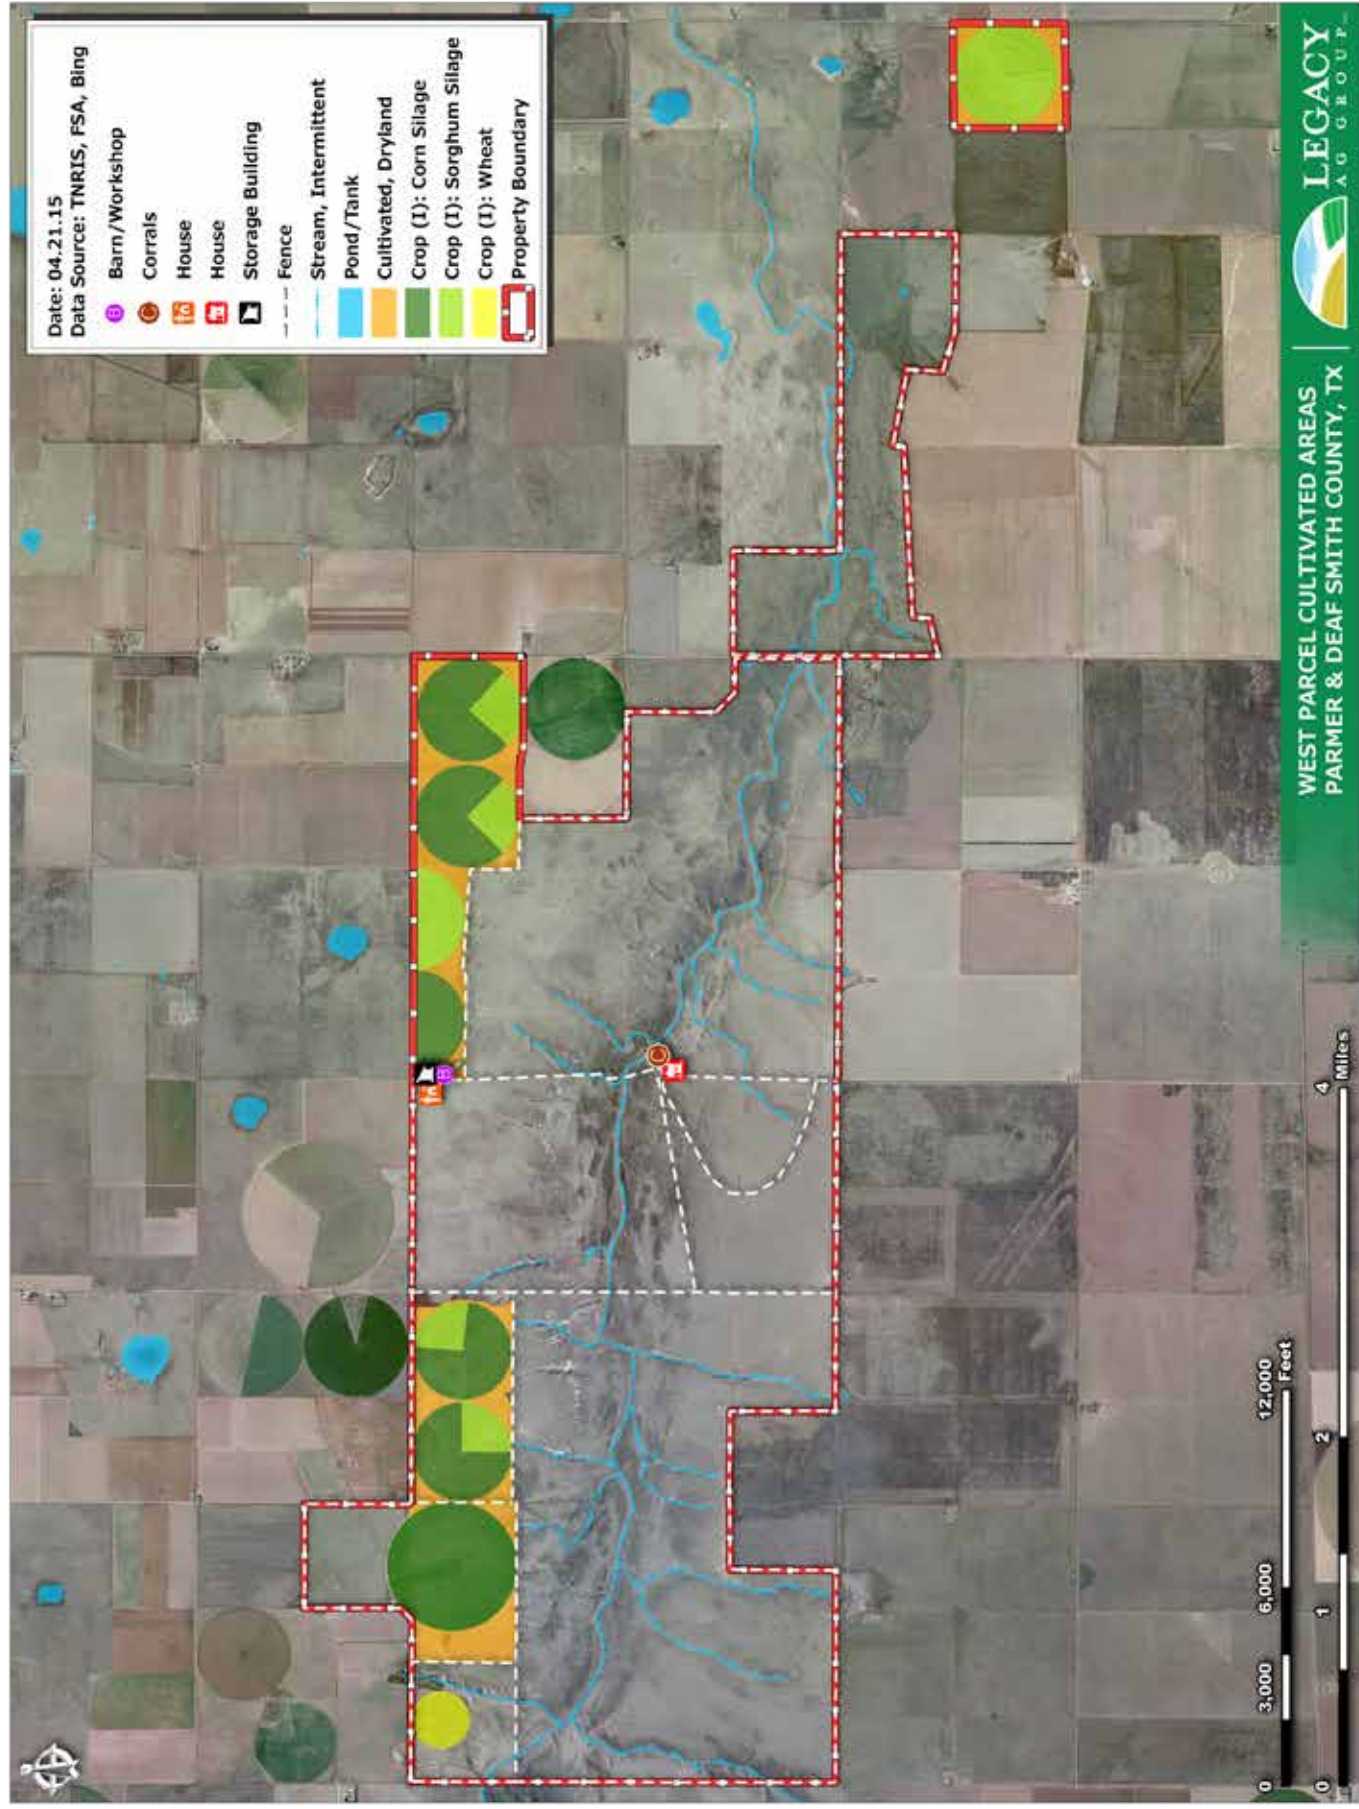 Date: 04.21.15
Data Source: TNRIS, FSA, Bing
B Barn/Workshop
C Corrals
House
House
Storage Building
Fence
Stream, Intermittent
Pond/Tank
Cultivated, Dryland
Crop (I): Corn Silage
Crop (I): Sorghum Silage
Crop (I): Wheat
Property Boundary
B
C
0 3,000 6,000 12,000
Feet
0 1 2 4
Miles
WEST PARCEL CULTIVATED AREAS
PARMER & DEAF SMITH COUNTY, TX
LEGACY
AG GROUP